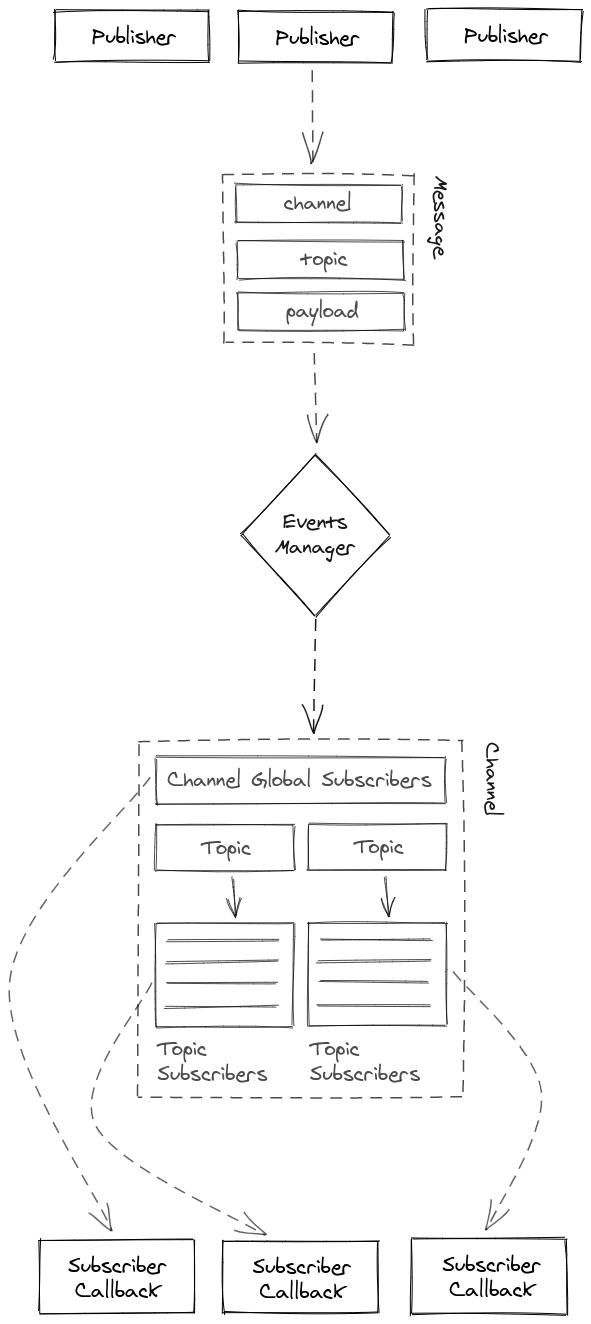 Publisher
Publisher
Publisher
Message
channel
topic
payload
Events
Manager
Channel
Channel Global Subscribers
Topic
Topic
Topic
Subscribers
Topic
Subscribers
Subscriber
Callback
Subscriber
Callback
Subscriber
Callback